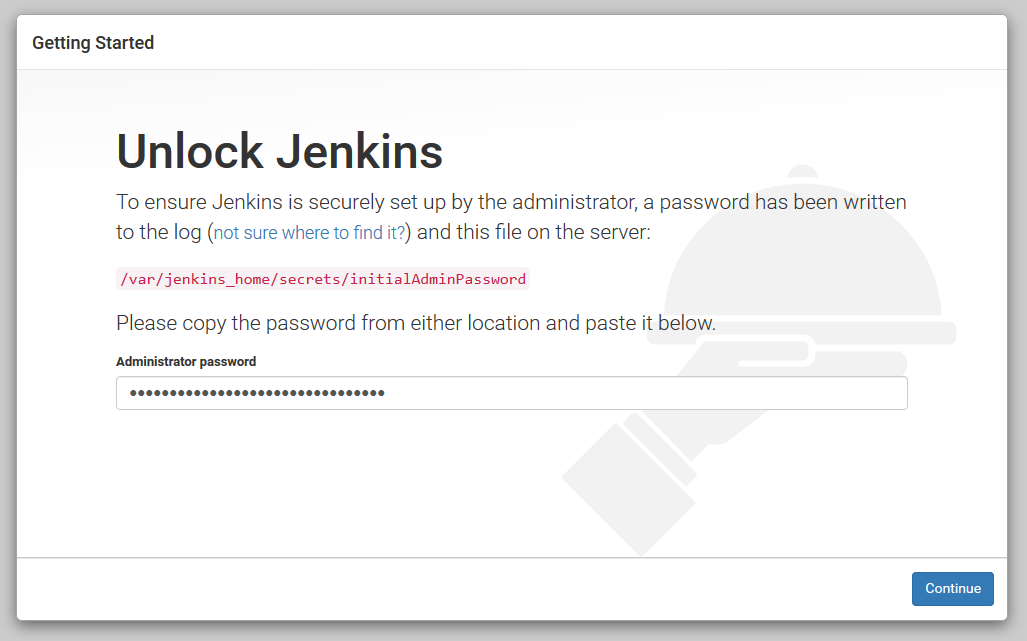 Getting Started
Unlock Jenkins
To ensure Jenkins is securely set up by the administrator, a password has been written
to the log (not sure where to find it?) and this file on the server:
/var/jenkins_home/secrets/initialAdminPassword
Please copy the password from either location and paste it below.
Administrator password
••••••••••••••••••••••••••••••••
Continue